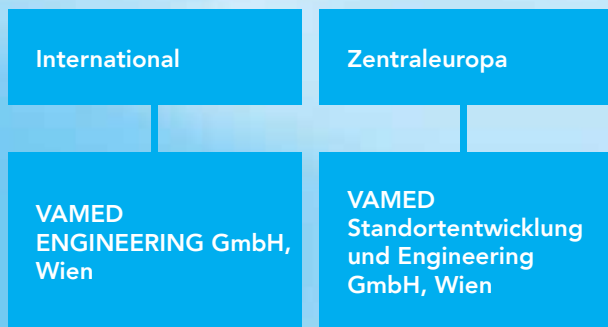 International
Zentraleuropa
VAMED
ENGINEERING GmbH,
Wien
VAMED
Standortentwicklung
und Engineering
GmbH, Wien